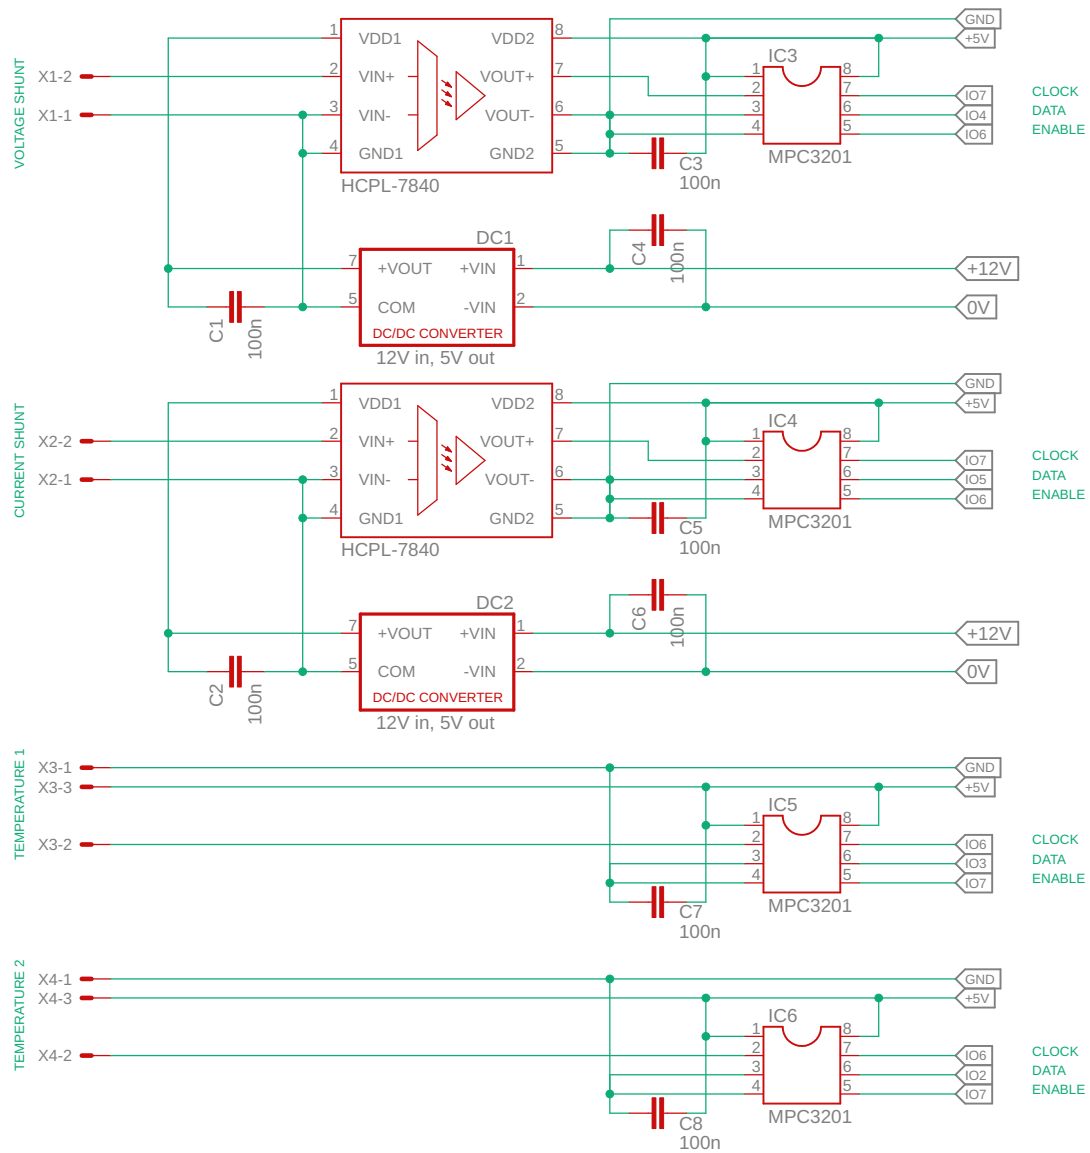 VOLTAGE SHUNT
X1-2
X1-1
1 VDD1 VDD2 8
2 VIN+ VOUT+ 7
3 VIN- VOUT- 6
4 GND1 GND2 5
HCPL-7840
C3
100n
IC3
1 8
2 7
3 6
4 5
MPC3201
GND
+5V
IO7 CLOCK
IO4 DATA
IO6 ENABLE
C4
100n
DC1
7 +VOUT +VIN 1
5 COM -VIN 2
DC/DC CONVERTER
12V in, 5V out
C1
100n
+12V
0V
CURRENT SHUNT
X2-2
X2-1
1 VDD1 VDD2 8
2 VIN+ VOUT+ 7
3 VIN- VOUT- 6
4 GND1 GND2 5
HCPL-7840
C5
100n
IC4
1 8
2 7
3 6
4 5
MPC3201
GND
+5V
IO7 CLOCK
IO5 DATA
IO6 ENABLE
C6
100n
DC2
7 +VOUT +VIN 1
5 COM -VIN 2
DC/DC CONVERTER
12V in, 5V out
C2
100n
+12V
0V
TEMPERATURE 1
X3-1
X3-3
X3-2
IC5
1 8
2 7
3 6
4 5
MPC3201
C7
100n
GND
+5V
IO6 CLOCK
IO3 DATA
IO7 ENABLE
TEMPERATURE 2
X4-1
X4-3
X4-2
IC6
1 8
2 7
3 6
4 5
MPC3201
C8
100n
GND
+5V
IO6 CLOCK
IO2 DATA
IO7 ENABLE